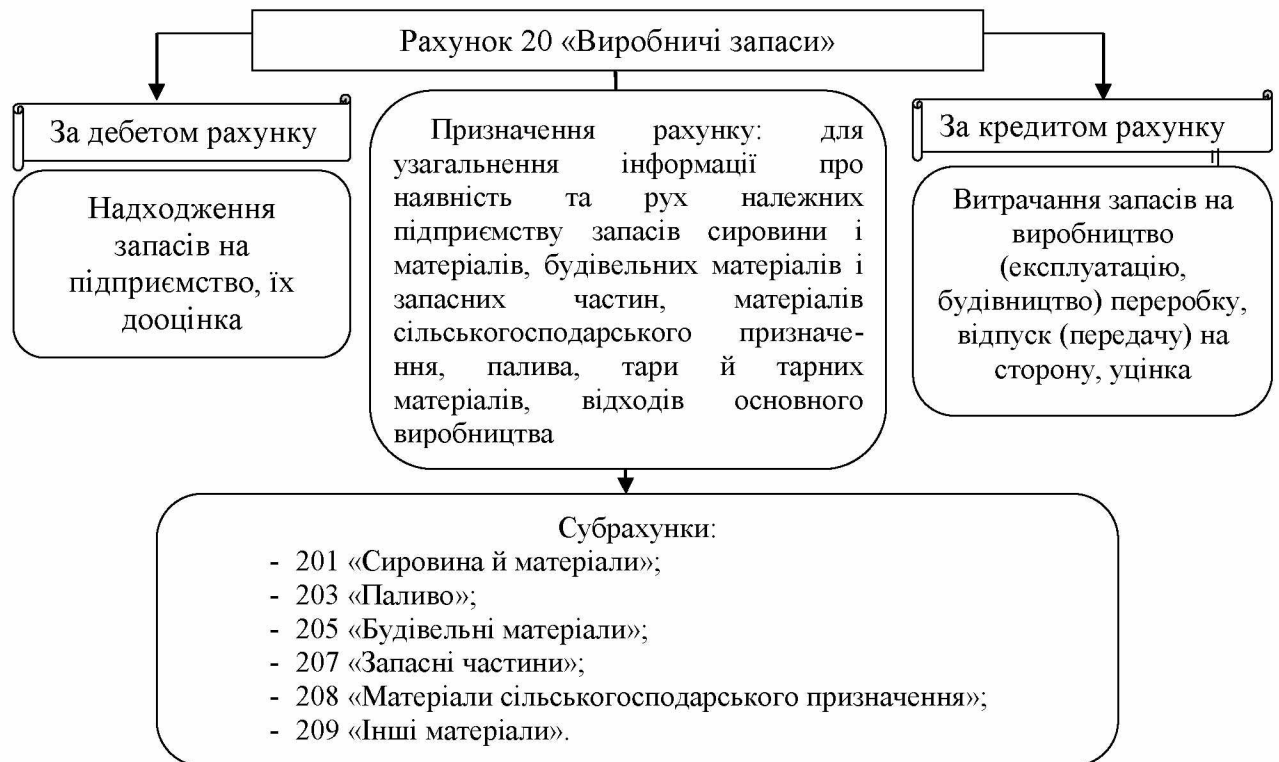 Рахунок 20 «Виробничі запаси»
За дебетом рахунку
Надходження
запасів на
підприємство, їх
дооцінка
Призначення рахунку: для
узагальнення інформації про
наявність та рух належних
підприємству запасів сировини і
матеріалів, будівельних матеріалів і
запасних частин, матеріалів
сільськогосподарського призначе-
ння, палива, тари й тарних
матеріалів, відходів основного
виробництва
За кредитом рахунку
Витрачання запасів на
виробництво
(експлуатацію,
будівництво) переробку,
відпуск (передачу) на
сторону, уцінка
Субрахунки:
- 201 «Сировина й матеріали»;
- 203 «Паливо»;
- 205 «Будівельні матеріали»;
- 207 «Запасні частини»;
- 208 «Матеріали сільськогосподарського призначення»;
- 209 «Інші матеріали».